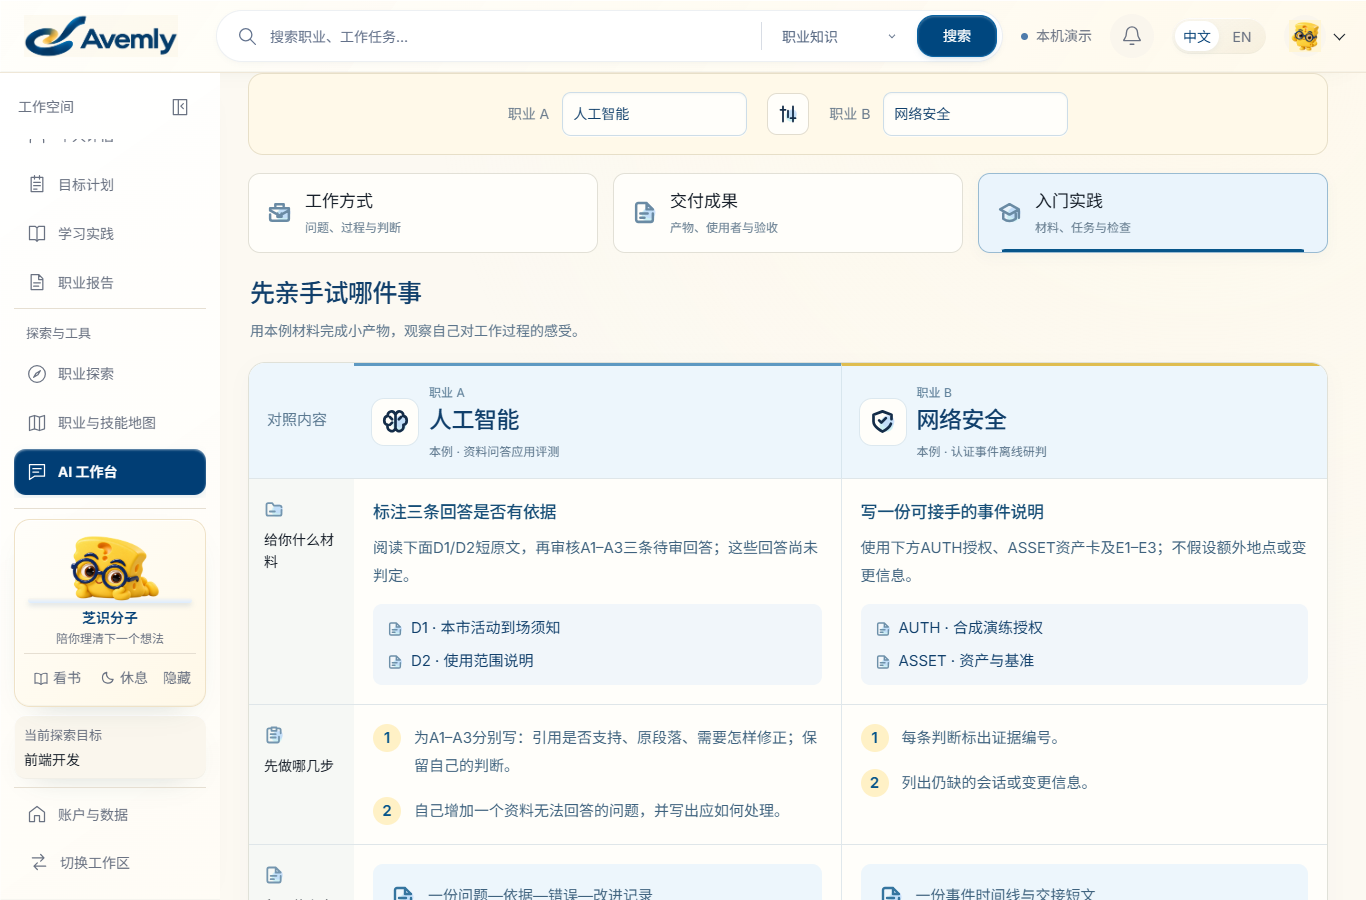 Avemly
搜索职业、工作任务...
职业知识
搜索
本机演示
中文
EN
工作空间
目标计划
学习实践
职业报告
探索与工具
职业探索
职业与技能地图
AI 工作台
芝识分子
陪你理清下一个想法
看书
休息
隐藏
当前探索目标
前端开发
账户与数据
切换工作区
职业 A
人工智能
职业 B
网络安全
工作方式
问题、过程与判断
交付成果
产物、使用者与验收
入门实践
材料、任务与检查
先亲手试哪件事
用本例材料完成小产物，观察自己对工作过程的感受。
对照内容
职业 A
人工智能
本例 · 资料问答应用评测
职业 B
网络安全
本例 · 认证事件离线研判
给你什么材
料
标注三条回答是否有依据
阅读下面D1/D2短原文，再审核A1–A3三条待审回答；这些回答尚未
判定。
D1 · 本市活动到场须知
D2 · 使用范围说明
写一份可接手的事件说明
使用下方AUTH授权、ASSET资产卡及E1–E3；不假设额外地点或变
更信息。
AUTH · 合成演练授权
ASSET · 资产与基准
先做哪几步
1 为A1–A3分别写：引用是否支持、原段落、需要怎样修正；保
留自己的判断。
2 自己增加一个资料无法回答的问题，并写出应如何处理。
1 每条判断标出证据编号。
2 列出仍缺的会话或变更信息。
一份问题—依据—错误—改进记录
一份事件时间线与交接短文